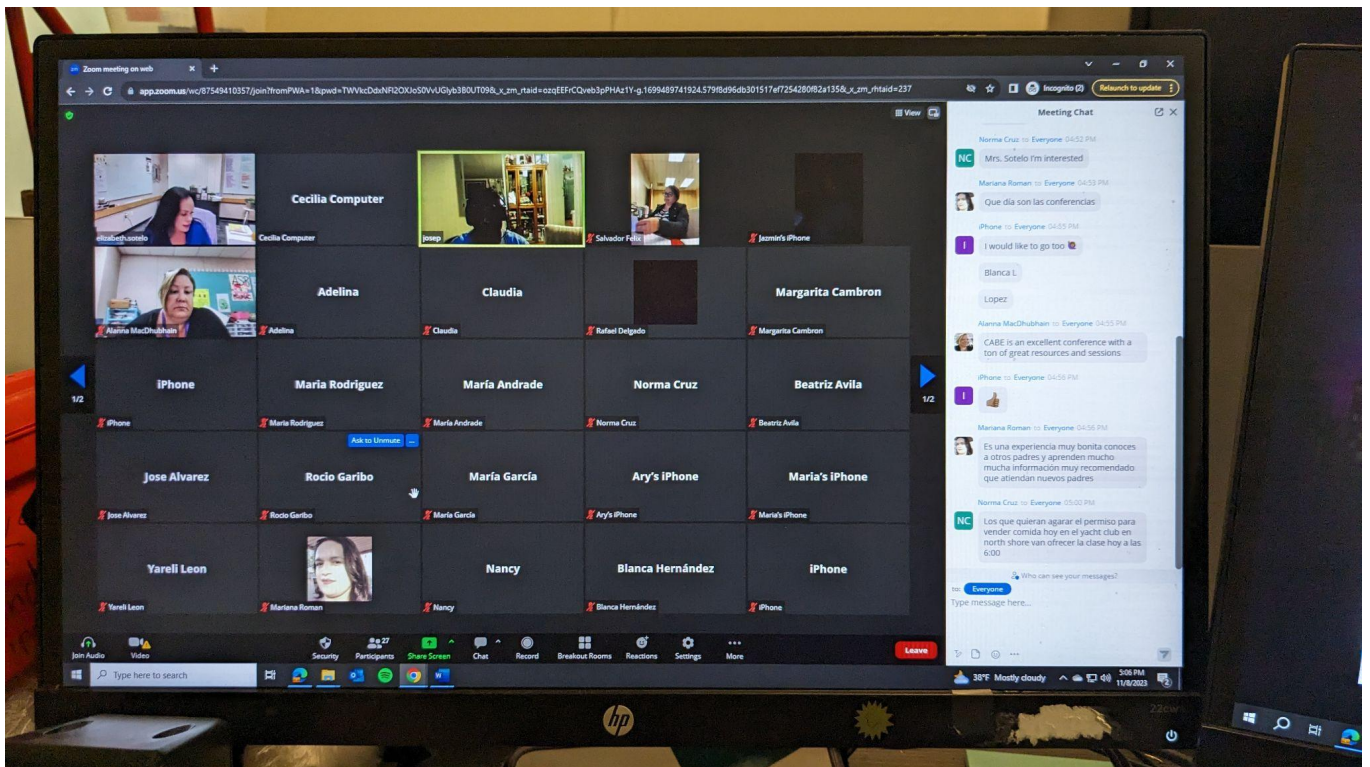 Zoom meeting on web
app.zoom.us/wc/87549410357/join?fromPWA=1&pwd=TWVkcDdxNFI2OXJoS0VvUGlyb3B0UT09&_x_zm_rtaid=ozqEEFrCQveb3pPHAz1Y-g.1699489741924.579f8d96db301517ef7254280f82a135&_x_zm_rhtaid=237
Incognito (2)
Relaunch to update
View
elizabeth.sotelo
Cecilia Computer
Cecilia Computer
josep
Salvador Felix
Jazmin's iPhone
Alanna MacDhubhain
Adelina
Adelina
Claudia
Claudia
Rafael Delgado
Margarita Cambron
Margarita Cambron
1/2
iPhone
iPhone
Maria Rodriguez
Maria Rodriguez
María Andrade
María Andrade
Norma Cruz
Norma Cruz
Beatriz Avila
Beatriz Avila
1/2
Jose Alvarez
Jose Alvarez
Ask to Unmute
...
Rocio Garibo
Rocio Garibo
María García
María García
Ary's iPhone
Ary's iPhone
Maria's iPhone
Maria's iPhone
Yareli Leon
Yareli Leon
Mariana Roman
Nancy
Nancy
Blanca Hernández
Blanca Hernández
iPhone
iPhone
Join Audio
Video
Security
27
Participants
Share Screen
Chat
Record
Breakout Rooms
Reactions
Settings
More
Leave
Meeting Chat
Norma Cruz to Everyone 04:52 PM
NC
Mrs. Sotelo I'm interested
Mariana Roman to Everyone 04:53 PM
Que día son las conferencias
iPhone to Everyone 04:55 PM
I
I would like to go too
Blanca L
Lopez
Alanna MacDhubhain to Everyone 04:55 PM
CABE is an excellent conference with a
ton of great resources and sessions
iPhone to Everyone 04:56 PM
I
Mariana Roman to Everyone 04:56 PM
Es una experiencia muy bonita conoces
a otros padres y aprenden mucho
mucha información muy recomendado
que atiendan nuevos padres
Norma Cruz to Everyone 05:02 PM
NC
Los que quieran agarar el permiso para
vender comida hoy en el yacht club en
north shore van ofrecer la clase hoy a las
6:00
Who can see your messages?
to: Everyone
Type message here...
Type here to search
38°F Mostly cloudy
5:06 PM
11/8/2023
hp
22cw